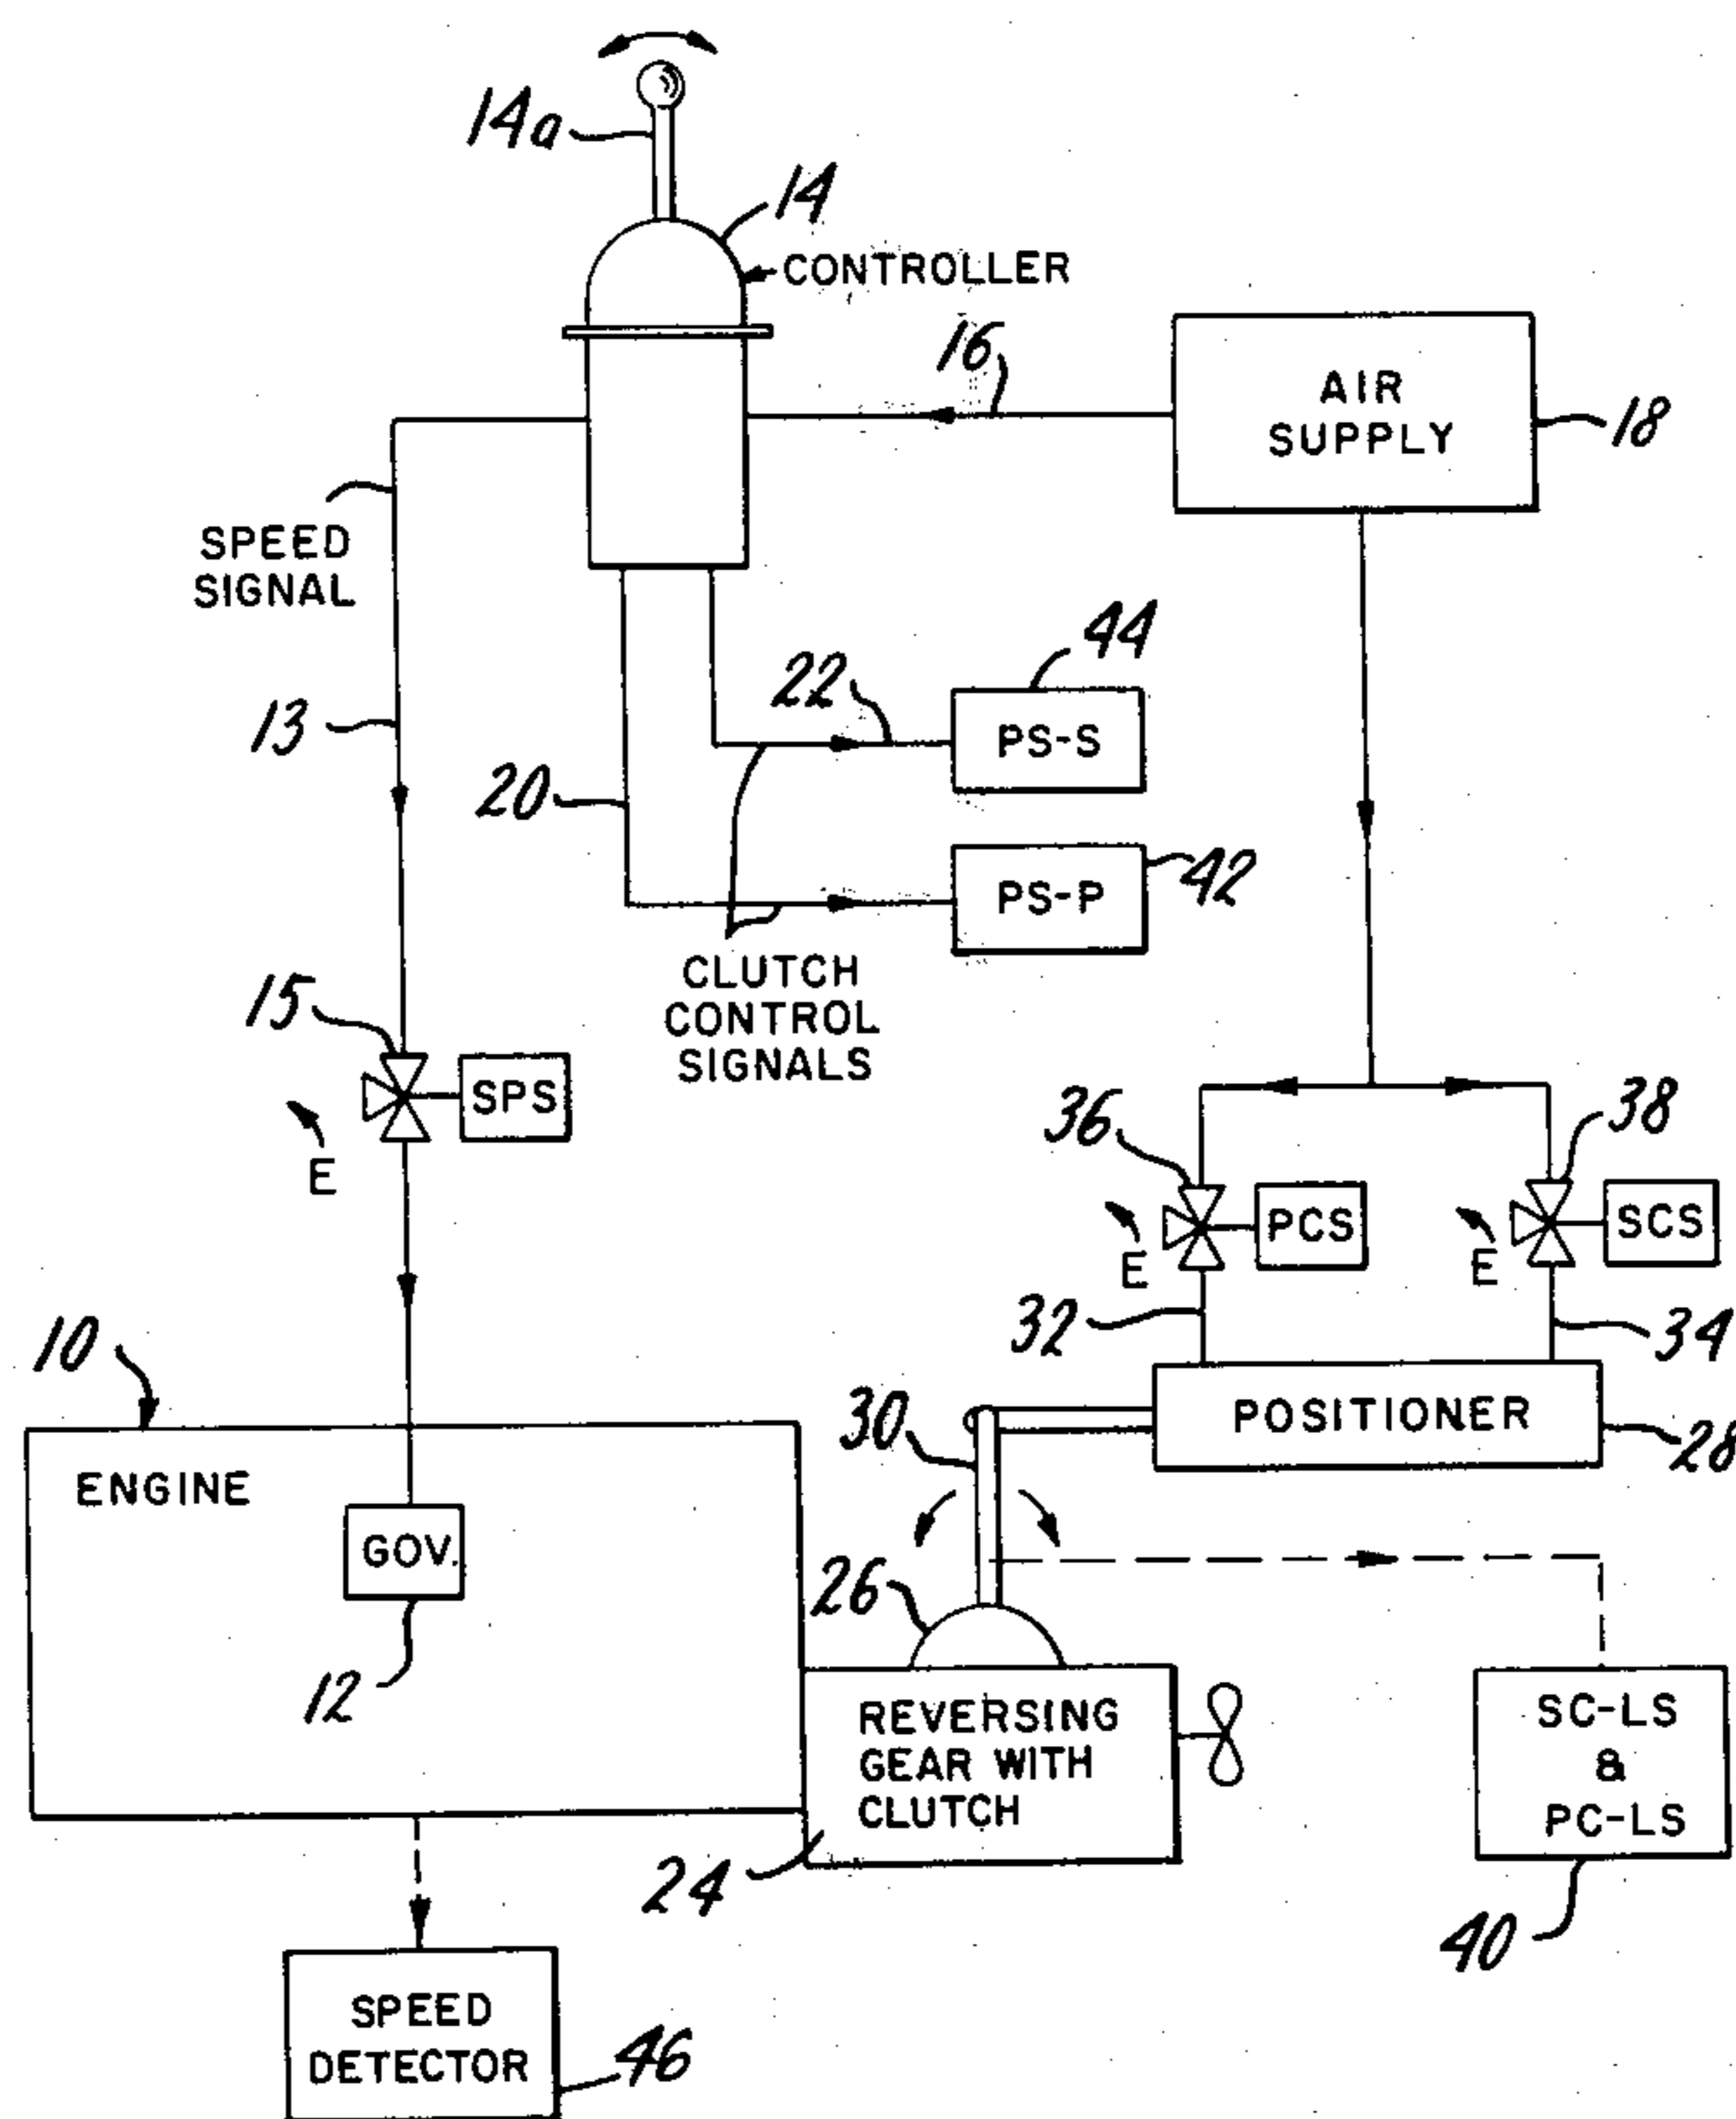 14a
14
CONTROLLER
16
AIR
SUPPLY
18
SPEED
SIGNAL
13
44
22
PS-S
20
PS-P
42
CLUTCH
CONTROL
SIGNALS
15
SPS
E
36
38
PCS
SCS
E
E
32
34
10
30
POSITIONER
28
ENGINE
GOV.
26
12
REVERSING
GEAR WITH
CLUTCH
SC-LS
&
PC-LS
24
40
SPEED
DETECTOR
46